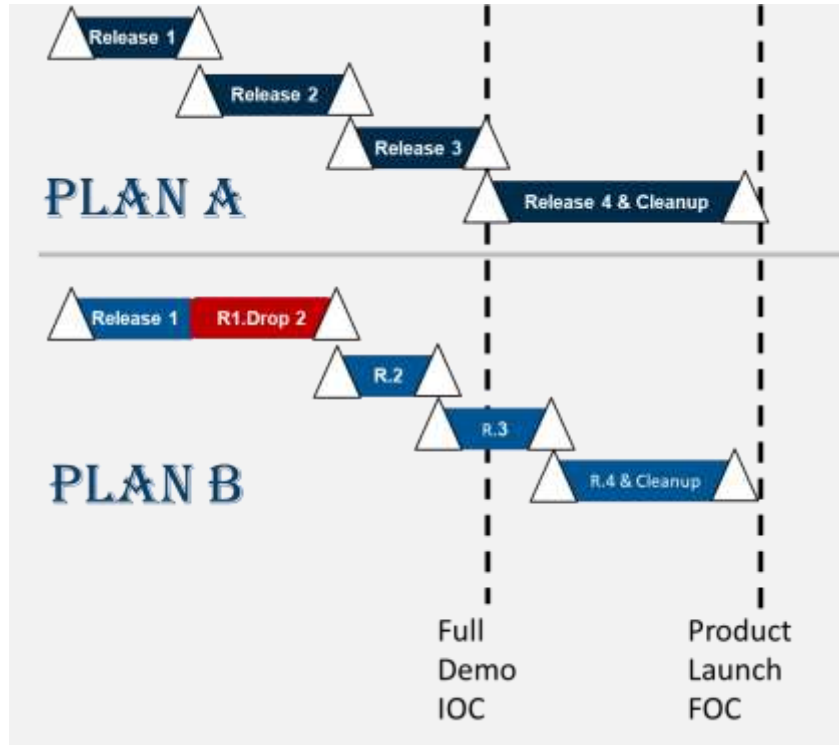 Release 1
Release 2
Release 3
PLAN A
Release 4 & Cleanup
Release 1
R1.Drop 2
R.2
R.3
PLAN B
R.4 & Cleanup
Full
Demo
IOC
Product
Launch
FOC